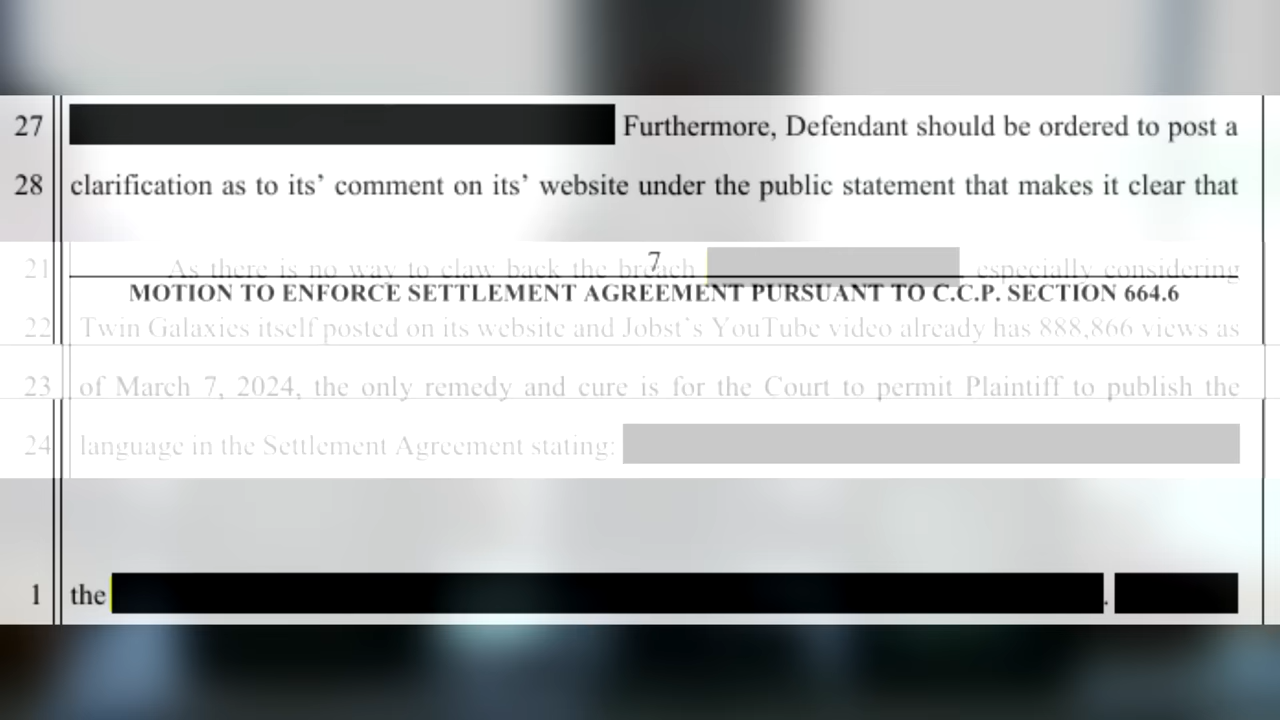 27 Furthermore, Defendant should be ordered to post a
28 clarification as to its’ comment on its’ website under the public statement that makes it clear that
7
21 As there is no way to claw back the breach especially considering
MOTION TO ENFORCE SETTLEMENT AGREEMENT PURSUANT TO C.C.P. SECTION 664.6
22 Twin Galaxies itself posted on its website and Jobst’s YouTube video already has 888,866 views as
23 of March 7, 2024, the only remedy and cure is for the Court to permit Plaintiff to publish the
24 language in the Settlement Agreement stating:
1 the .